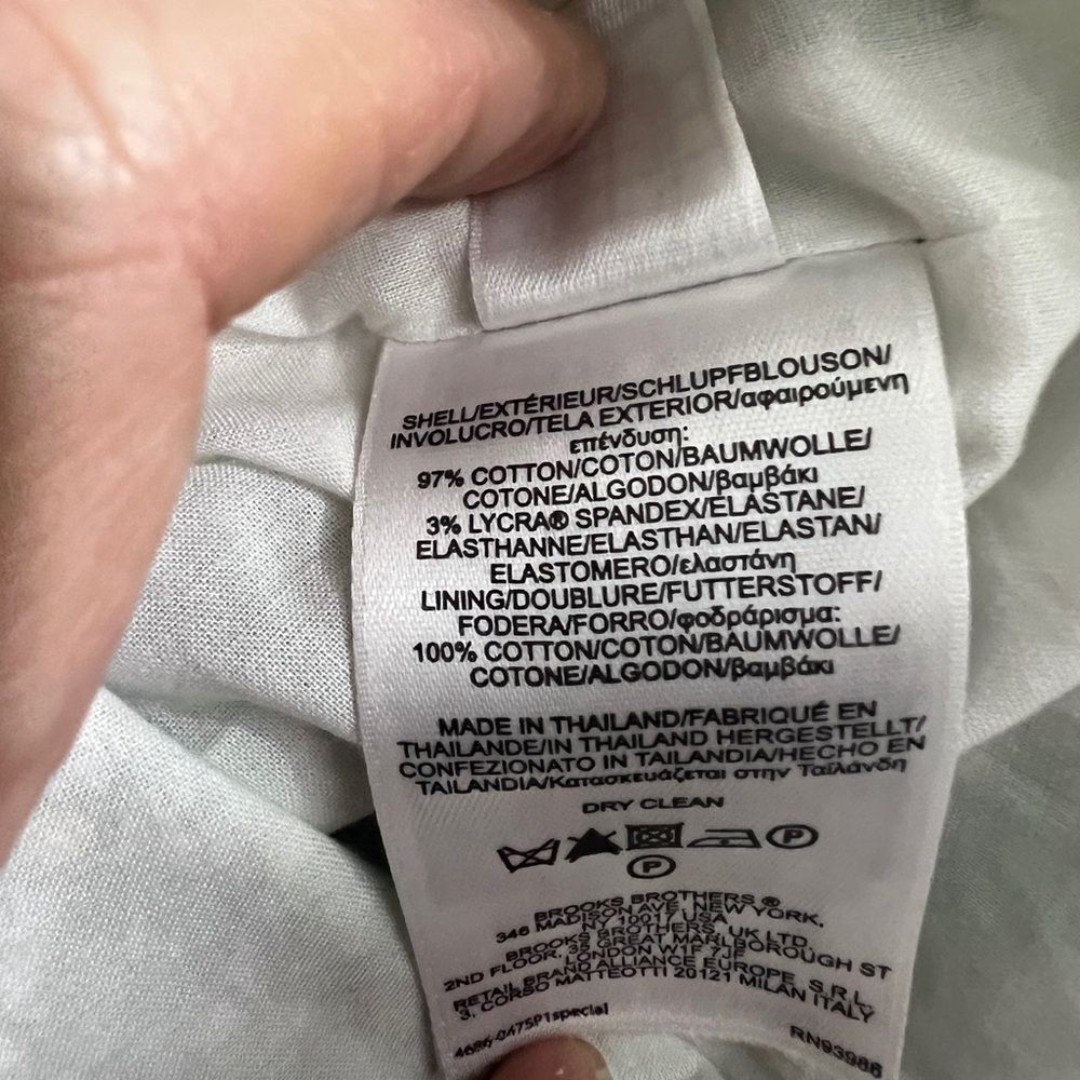 SHELL/EXTÉRIEUR/SCHLUPFBLOUSON/
INVOLUCRO/TELA EXTERIOR/αφαιρούμενη
επένδυση:
97% COTTON/COTON/BAUMWOLLE/
COTONE/ALGODON/βαμβάκι
3% LYCRA® SPANDEX/ÉLASTANE/
ELASTHANNE/ELASTHAN/ELASTAN/
ELASTOMERO/ελαστάνη
LINING/DOUBLURE/FUTTERSTOFF/
FODERA/FORRO/φοδράρισμα:
100% COTTON/COTON/BAUMWOLLE/
COTONE/ALGODON/βαμβάκι
MADE IN THAILAND/FABRIQUÉ EN
THAILANDE/IN THAILAND HERGESTELLT/
CONFEZIONATO IN TAILANDIA/HECHO EN
TAILANDIA/Κατασκευάζεται στην Ταϊλάνδη
DRY CLEAN
P
P
BROOKS BROTHERS ®
346 MADISON AVE, NEW YORK,
NY 10017 USA
BROOKS BROTHERS, UK LTD.
2ND FLOOR, 35 GREAT MARLBOROUGH ST
LONDON W1F 7JF
RETAIL BRAND ALLIANCE EUROPE, S.R.L.
3, CORSO MATTEOTTI 20121 MILAN ITALY
4686-0475P1special
RN93986